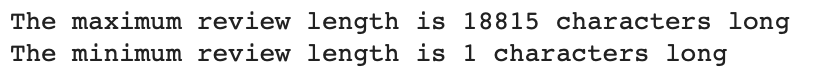 The maximum review length is 18815 characters long
The minimum review length is 1 characters long